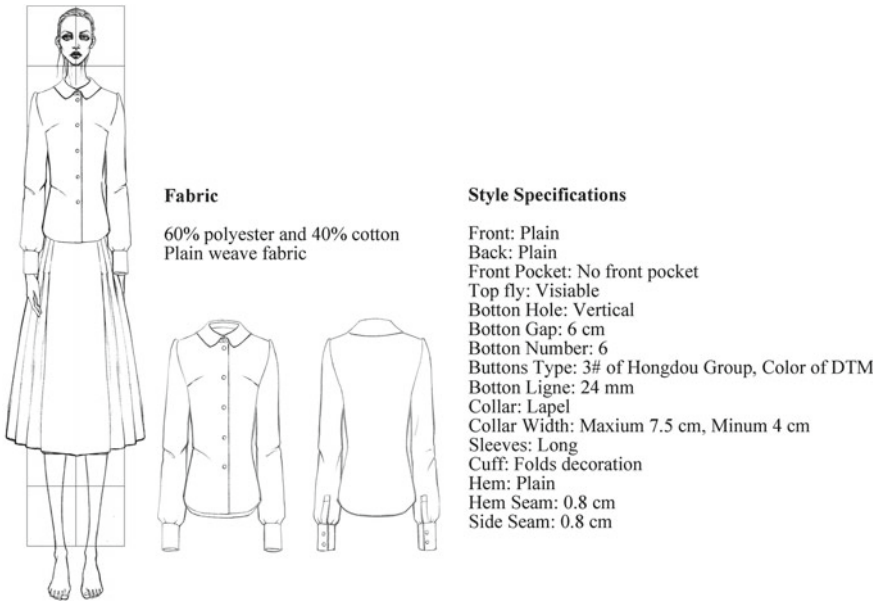 Fabric
60% polyester and 40% cotton
Plain weave fabric
Style Specifications
Front: Plain
Back: Plain
Front Pocket: No front pocket
Top fly: Visiable
Botton Hole: Vertical
Botton Gap: 6 cm
Botton Number: 6
Buttons Type: 3# of Hongdou Group, Color of DTM
Botton Ligne: 24 mm
Collar: Lapel
Collar Width: Maxium 7.5 cm, Minum 4 cm
Sleeves: Long
Cuff: Folds decoration
Hem: Plain
Hem Seam: 0.8 cm
Side Seam: 0.8 cm